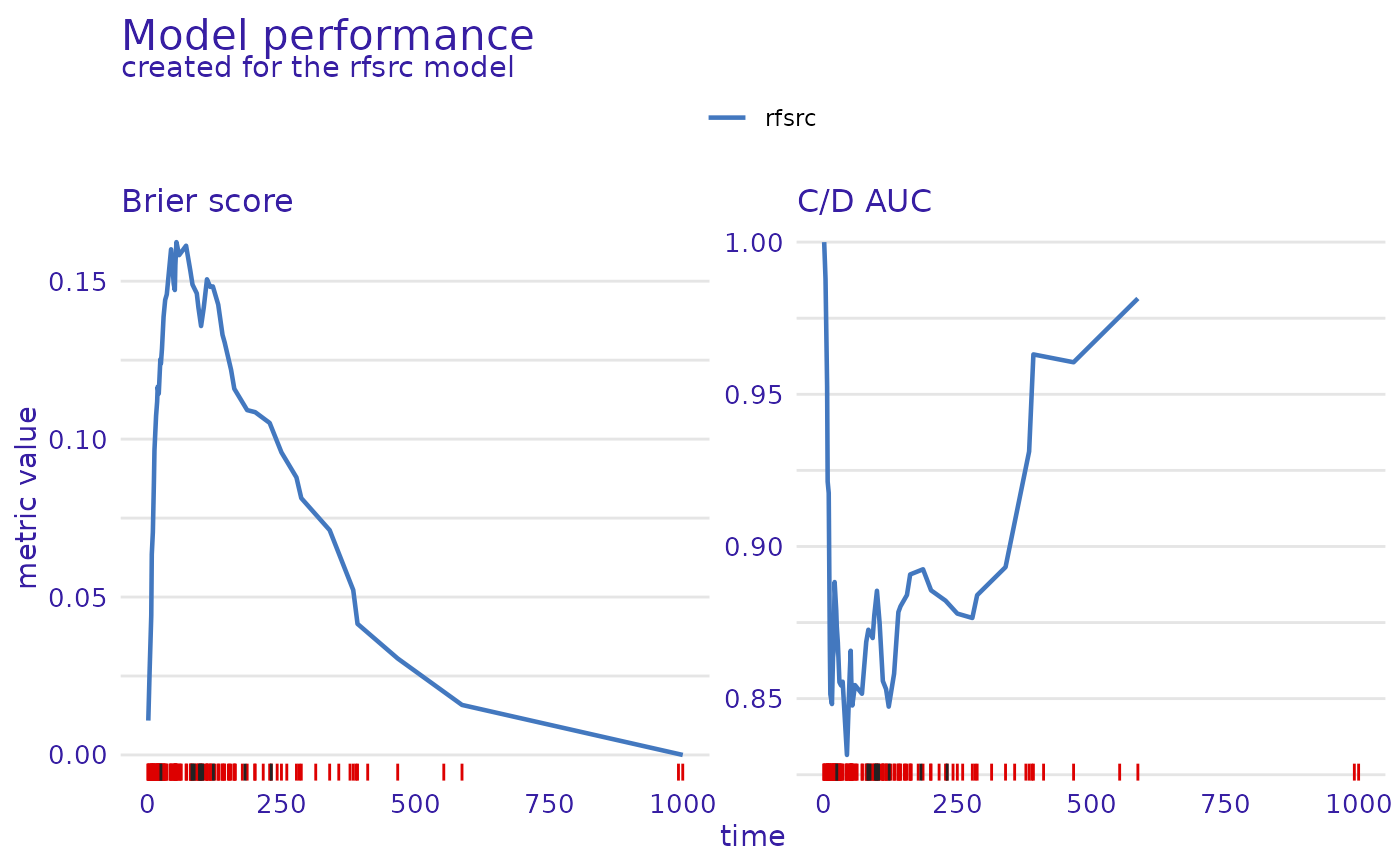 Model performance
created for the rfsrc model
rfsrc
Brier score
metric value
0.15
0.10
0.05
0.00
0 250 500 750 1000
C/D AUC
1.00
0.95
0.90
0.85
0 250 500 750 1000
time